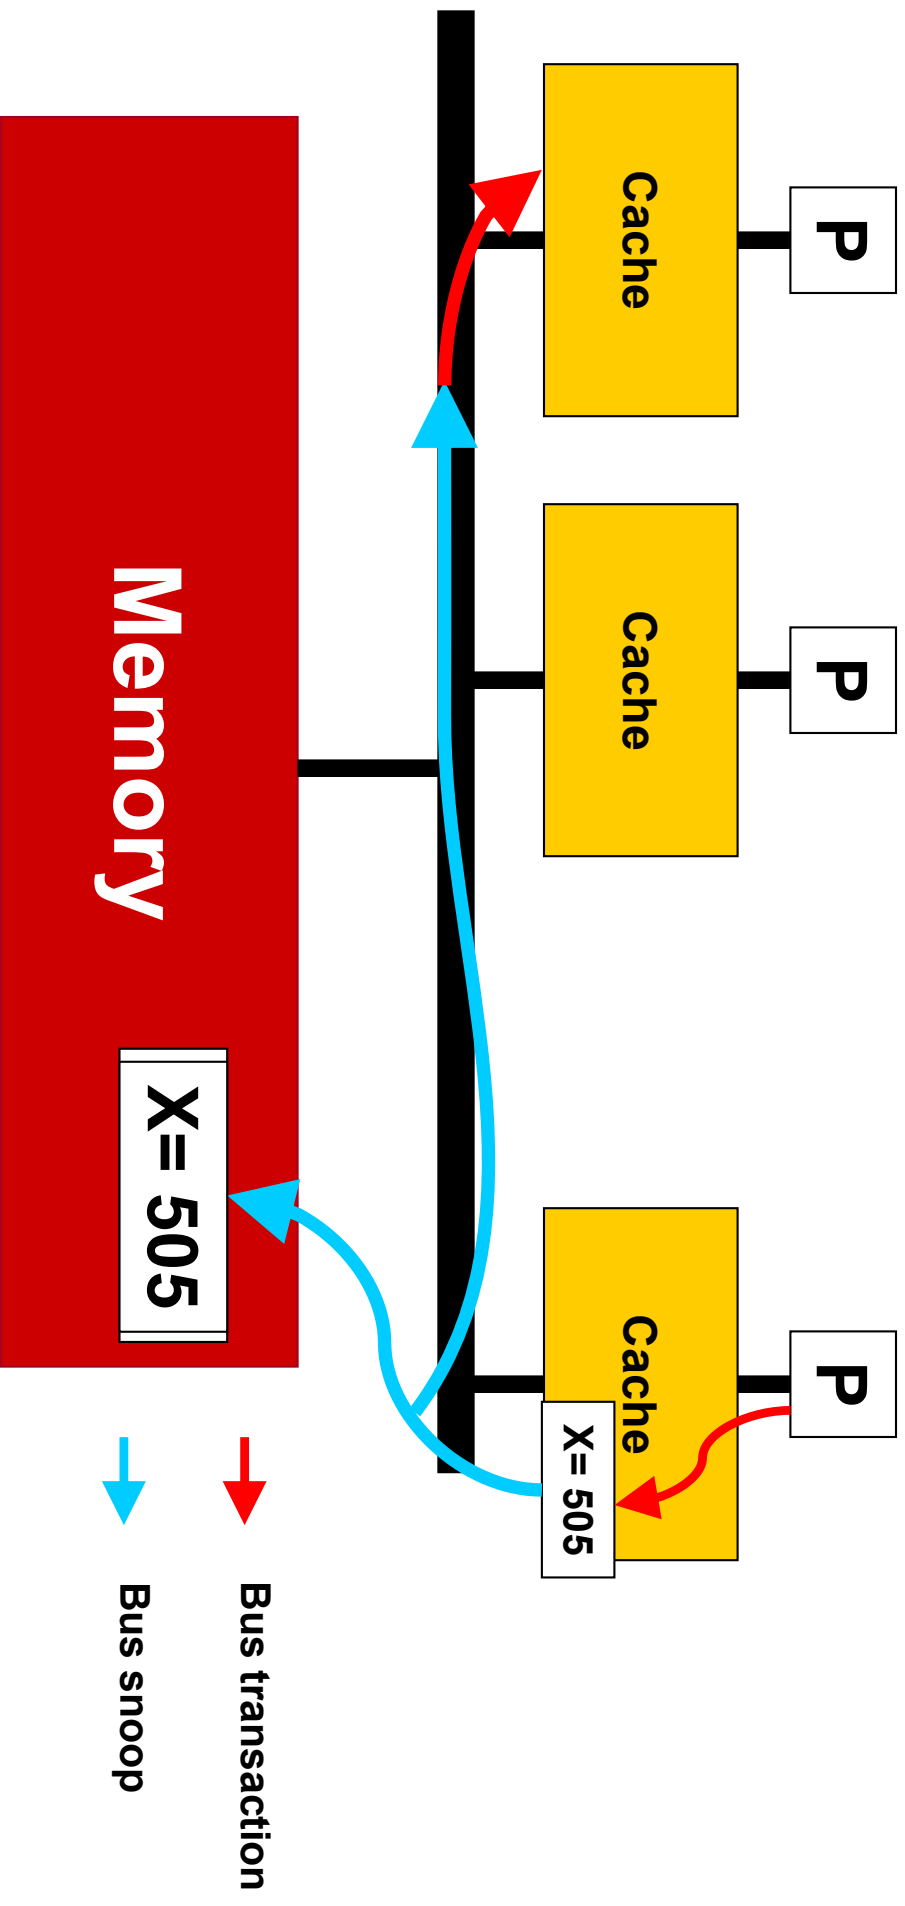 P
P
P
Cache
Cache
Cache
X= 505
Memory
X= 505
Bus transaction
Bus snoop